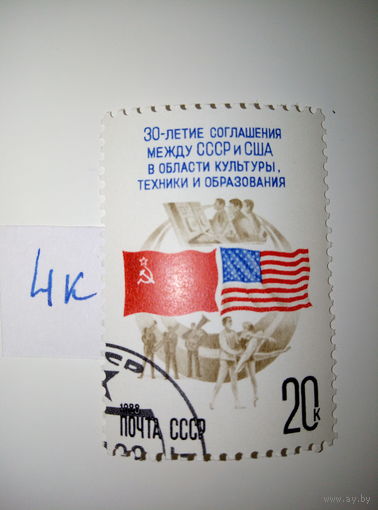 30-ЛЕТИЕ СОГЛАШЕНИЯ
МЕЖДУ СССР И США
В ОБЛАСТИ КУЛЬТУРЫ,
ТЕХНИКИ И ОБРАЗОВАНИЯ
4к
1988
ПОЧТА СССР
20к
www.ay.by